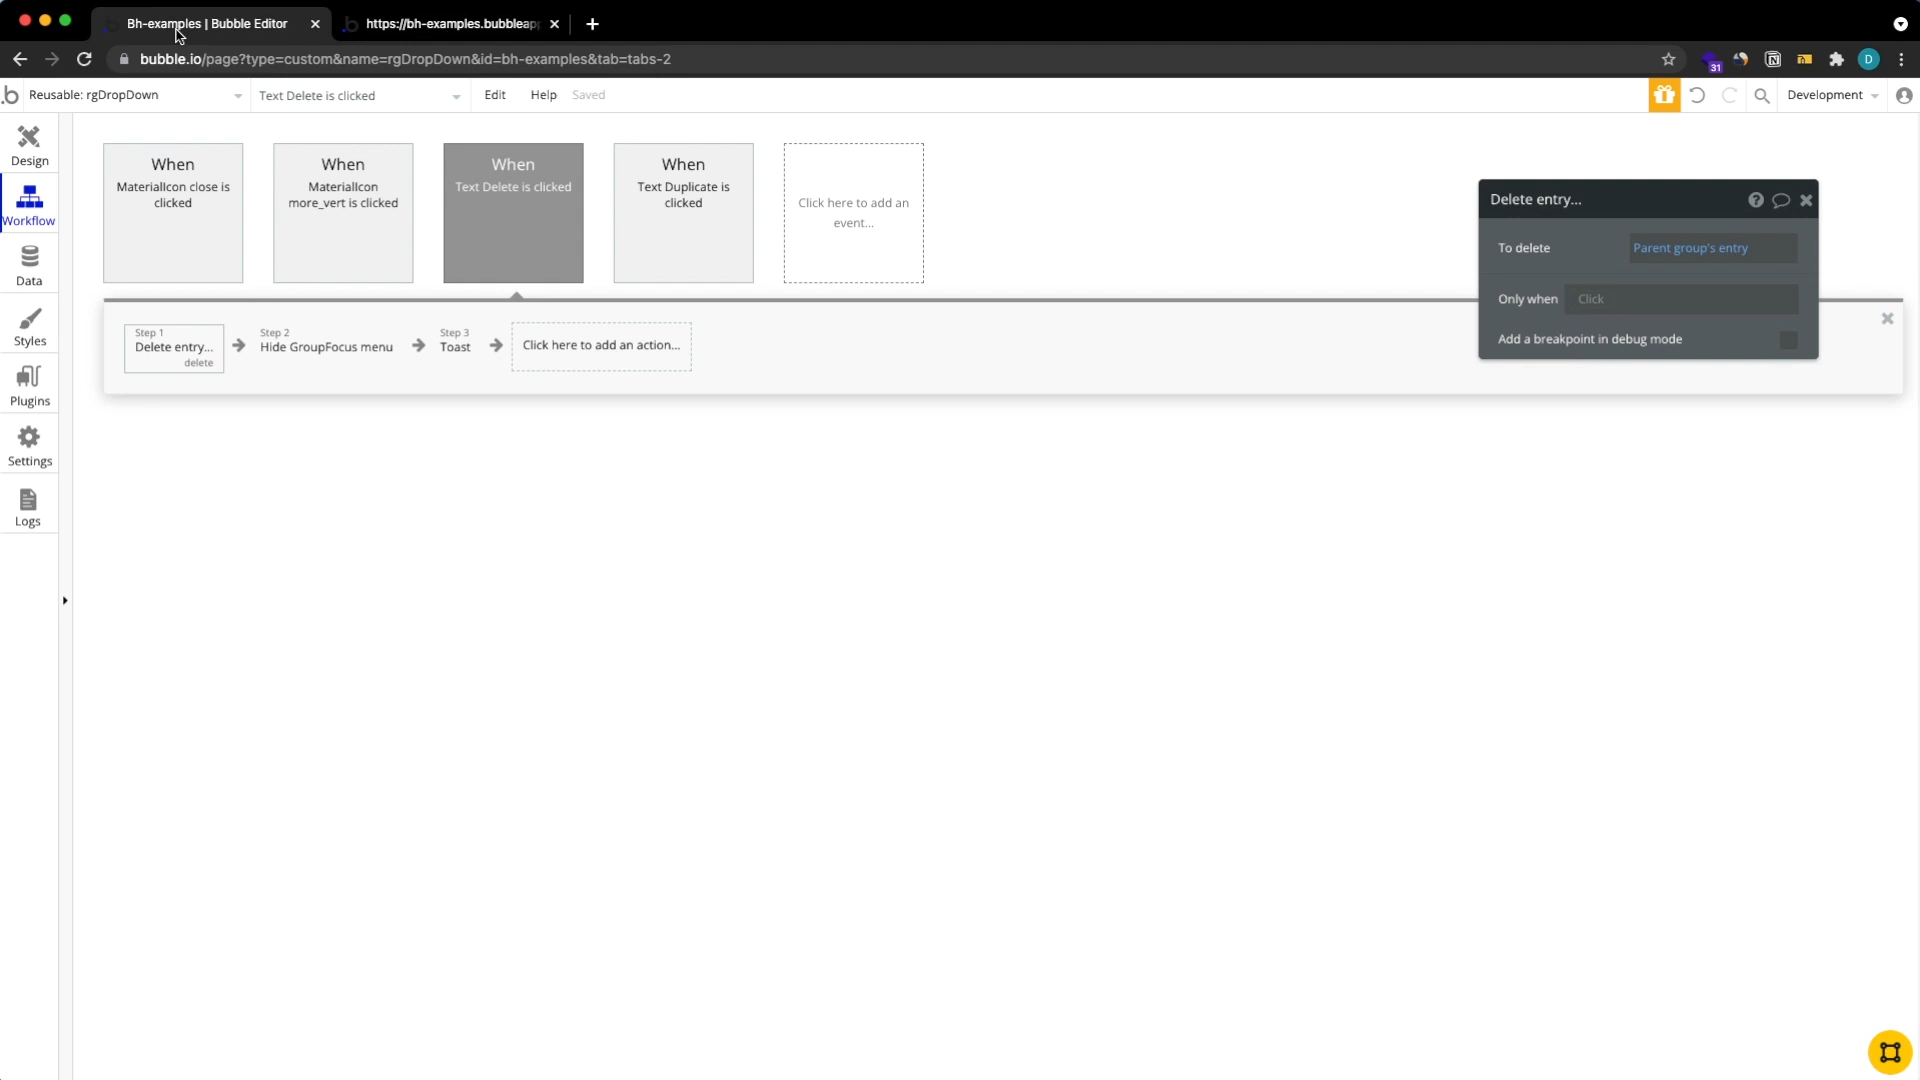 Bh-examples | Bubble Editor
https://bh-examples.bubbleap
bubble.io/page?type=custom&name=rgDropDown&id=bh-examples&tab=tabs-2
31
D
Reusable: rgDropDown
Text Delete is clicked
Edit
Help
Saved
Development
Design
Workflow
Data
Styles
Plugins
Settings
Logs
When
MaterialIcon close is
clicked
When
MaterialIcon
more_vert is clicked
When
Text Delete is clicked
When
Text Duplicate is
clicked
Click here to add an
event...
Step 1
Delete entry...
delete
Step 2
Hide GroupFocus menu
Step 3
Toast
Click here to add an action...
Delete entry...
To delete
Parent group's entry
Only when
Click
Add a breakpoint in debug mode